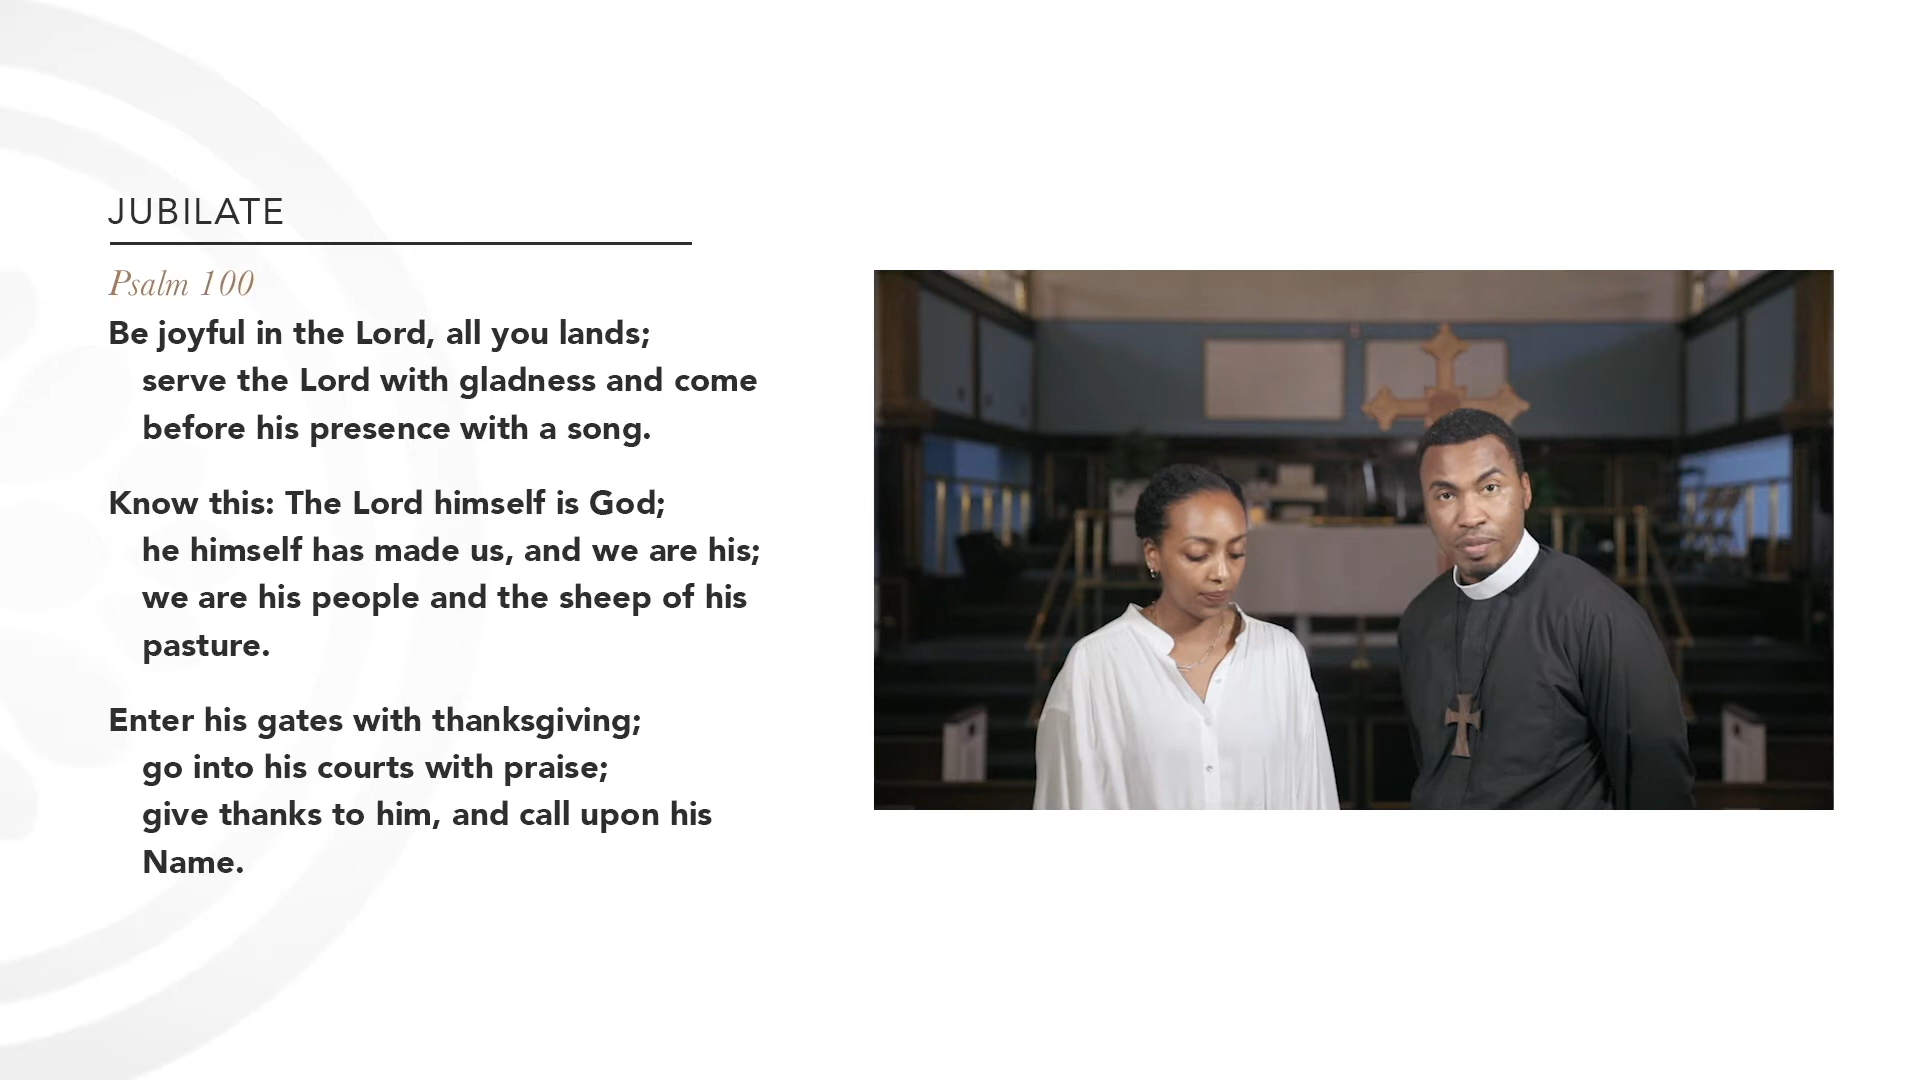 JUBILATE
Psalm 100
Be joyful in the Lord, all you lands;
serve the Lord with gladness and come
before his presence with a song.
Know this: The Lord himself is God;
he himself has made us, and we are his;
we are his people and the sheep of his
pasture.
Enter his gates with thanksgiving;
go into his courts with praise;
give thanks to him, and call upon his
Name.